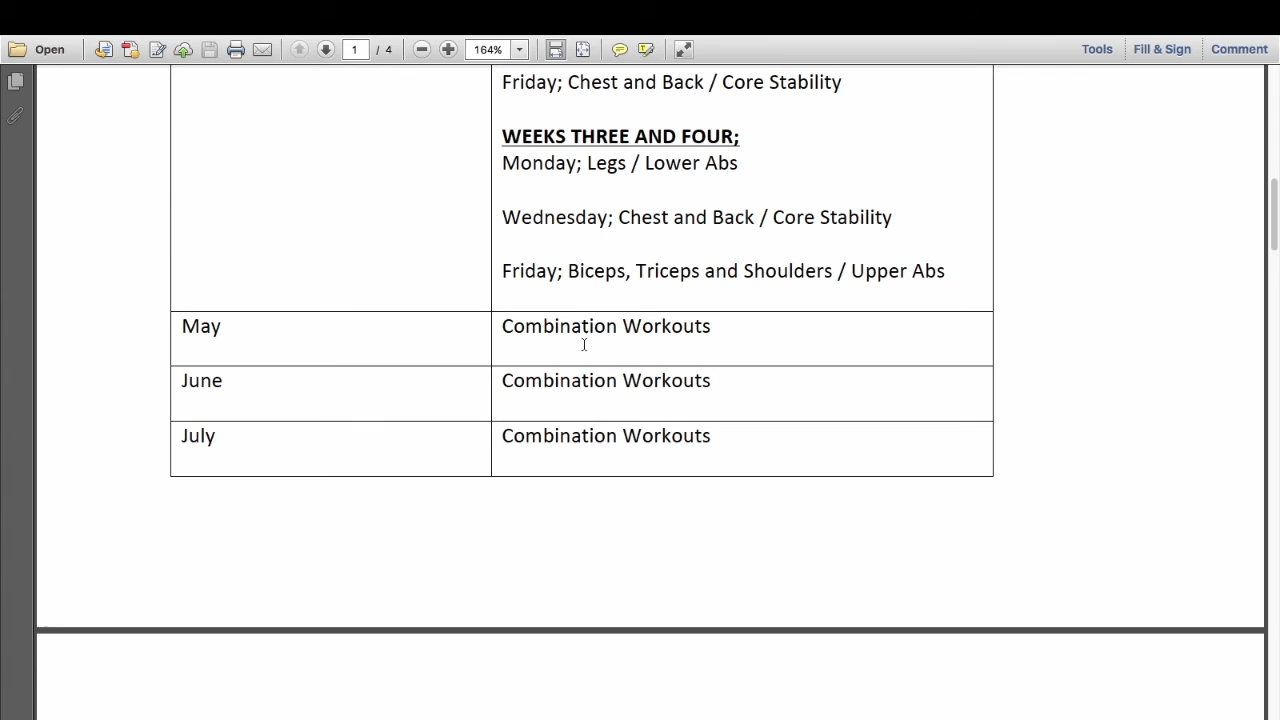 Open
1 / 4
164%
Tools
Fill & Sign
Comment
Friday; Chest and Back / Core Stability
WEEKS THREE AND FOUR;
Monday; Legs / Lower Abs
Wednesday; Chest and Back / Core Stability
Friday; Biceps, Triceps and Shoulders / Upper Abs
May
Combination Workouts
June
Combination Workouts
July
Combination Workouts